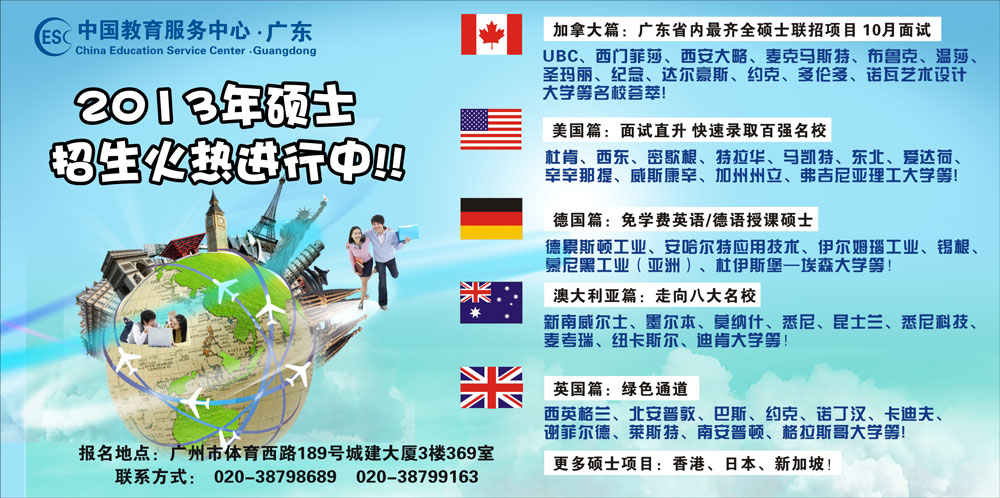 CESC 中国教育服务中心·广东
China Education Service Center ·Guangdong
2013年硕士
招生火热进行中!!
报名地点：广州市体育西路189号城建大厦3楼369室
联系方式： 020-38798689 020-38799163
加拿大篇：广东省内最齐全硕士联招项目 10月面试
UBC、西门菲莎、西安大略、麦克马斯特、布鲁克、温莎、
圣玛丽、纪念、达尔豪斯、约克、多伦多、诺瓦艺术设计
大学等名校荟萃!
美国篇：面试直升 快速录取百强名校
杜肯、西东、密歇根、特拉华、马凯特、东北、爱达荷、
辛辛那提、威斯康辛、加州州立、弗吉尼亚理工大学等!
德国篇：免学费英语/德语授课硕士
德累斯顿工业、安哈尔特应用技术、伊尔姆瑙工业、锡根、
慕尼黑工业（亚洲）、杜伊斯堡—埃森大学等!
澳大利亚篇：走向八大名校
新南威尔士、墨尔本、莫纳什、悉尼、昆士兰、悉尼科技、
麦考瑞、纽卡斯尔、迪肯大学等!
英国篇：绿色通道
西英格兰、北安普敦、巴斯、约克、诺丁汉、卡迪夫、
谢菲尔德、莱斯特、南安普顿、格拉斯哥大学等!
更多硕士项目：香港、日本、新加坡!